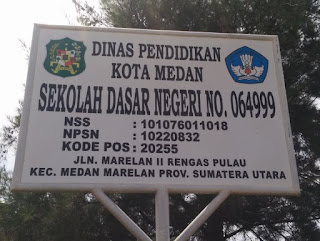 DINAS PENDIDIKAN
KOTA MEDAN
SEKOLAH DASAR NEGERI NO. 064999
NSS : 101076011018
NPSN : 10220832
KODE POS : 20255
JLN. MARELAN II RENGAS PULAU
KEC. MEDAN MARELAN PROV. SUMATERA UTARA